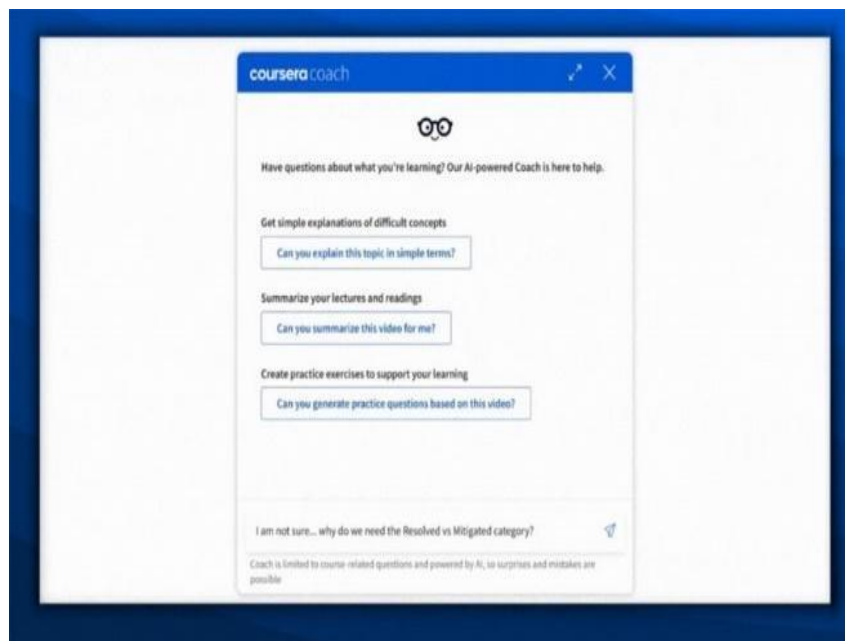 coursera coach
Have questions about what you're learning? Our AI-powered Coach is here to help.
Get simple explanations of difficult concepts
Can you explain this topic in simple terms?
Summarize your lectures and readings
Can you summarize this video for me?
Create practice exercises to support your learning
Can you generate practice questions based on this video?
I am not sure... why do we need the Resolved vs Mitigated category?
Coach is limited to course-related questions and powered by AI, so surprises and mistakes are
possible